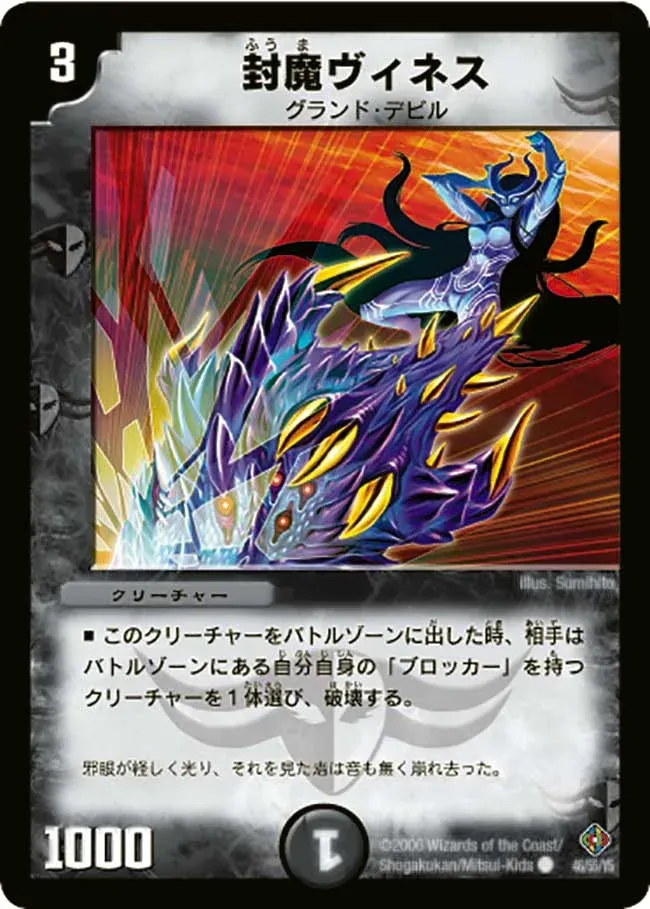 3
ふうま
封魔ヴィネス
グランド・デビル
illus. Sumihito
クリーチャー
■ このクリーチャーをバトルゾーンに出した時、相手は
バトルゾーンにある自分自身の「ブロッカー」を持つ
クリーチャーを1体選び、破壊する。
邪眼が怪しく光り、それを見た者は音も無く崩れ去った。
1000
1
©2006 Wizards of the Coast/
Shogakukan/Mitsui-Kids
46/55/Y5